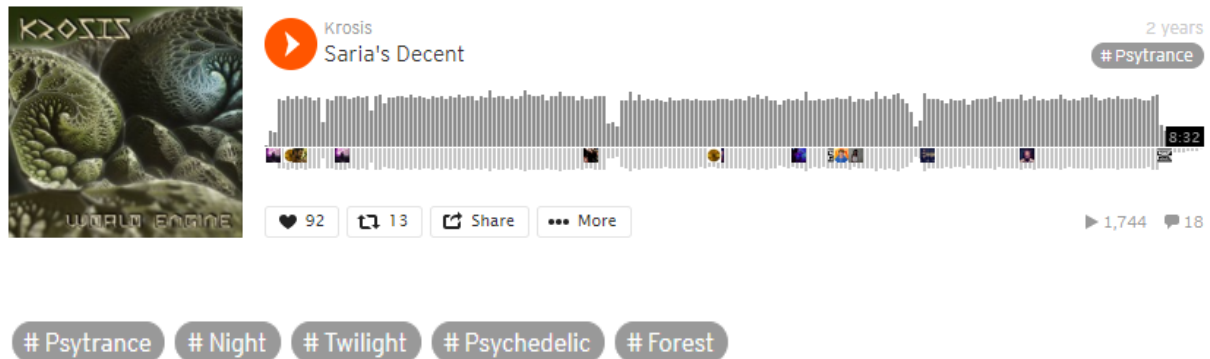 KROSIS
WORLD ENGINE
Krosis
Saria's Decent
2 years
# Psytrance
8:32
92
13
Share
More
1,744
18
# Psytrance
# Night
# Twilight
# Psychedelic
# Forest